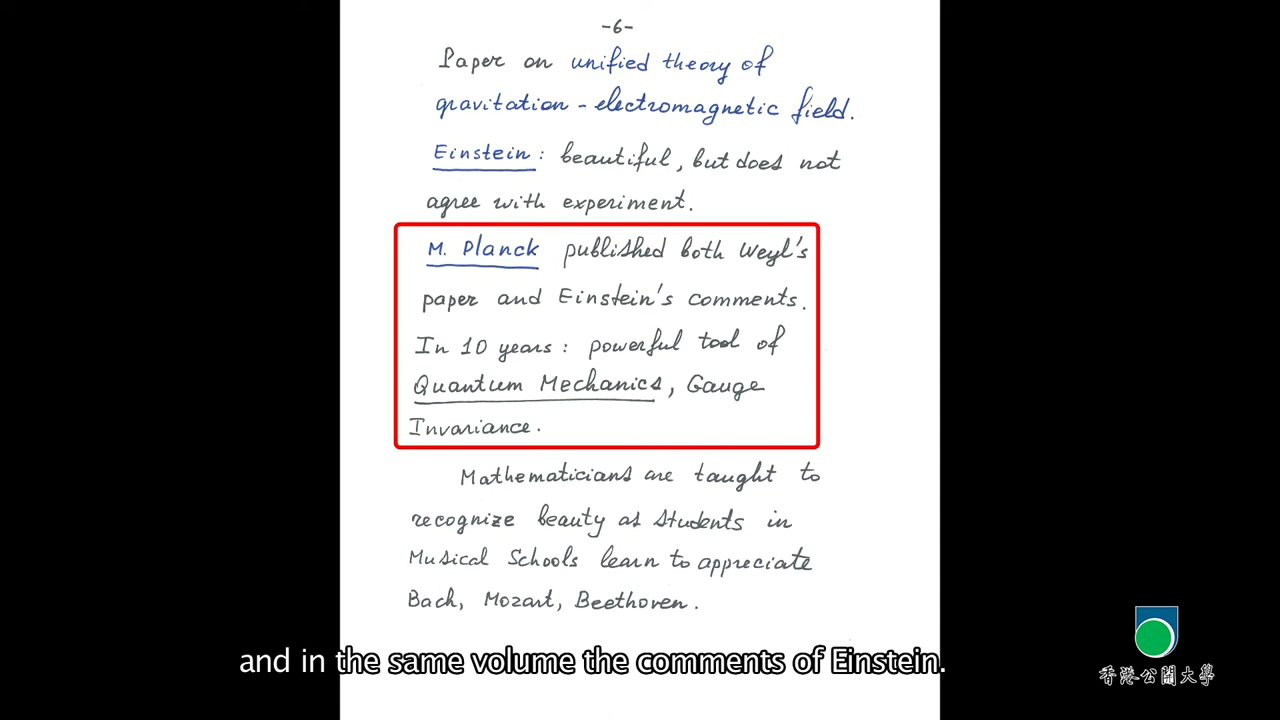 -6-
Paper on unified theory of
gravitation - electromagnetic field.
Einstein: beautiful, but does not
agree with experiment.
M. Planck published both Weyl's
paper and Einstein's comments.
In 10 years: powerful tool of
Quantum Mechanics, Gauge
Invariance.
Mathematicians are taught to
recognize beauty as students in
Musical Schools learn to appreciate
Bach, Mozart, Beethoven.
and in the same volume the comments of Einstein.
香港公開大學